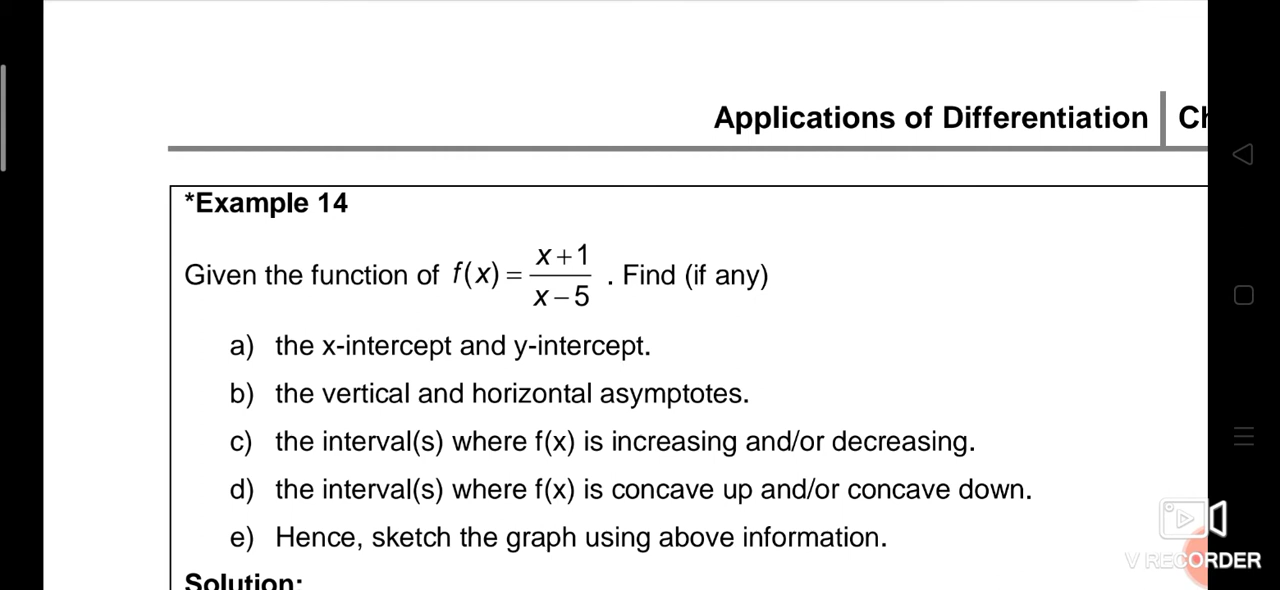 Applications of Differentiation
*Example 14
Given the function of f(x) = x+1 / x−5 . Find (if any)
a) the x-intercept and y-intercept.
b) the vertical and horizontal asymptotes.
c) the interval(s) where f(x) is increasing and/or decreasing.
d) the interval(s) where f(x) is concave up and/or concave down.
e) Hence, sketch the graph using above information.
Solution:
V RECORDER